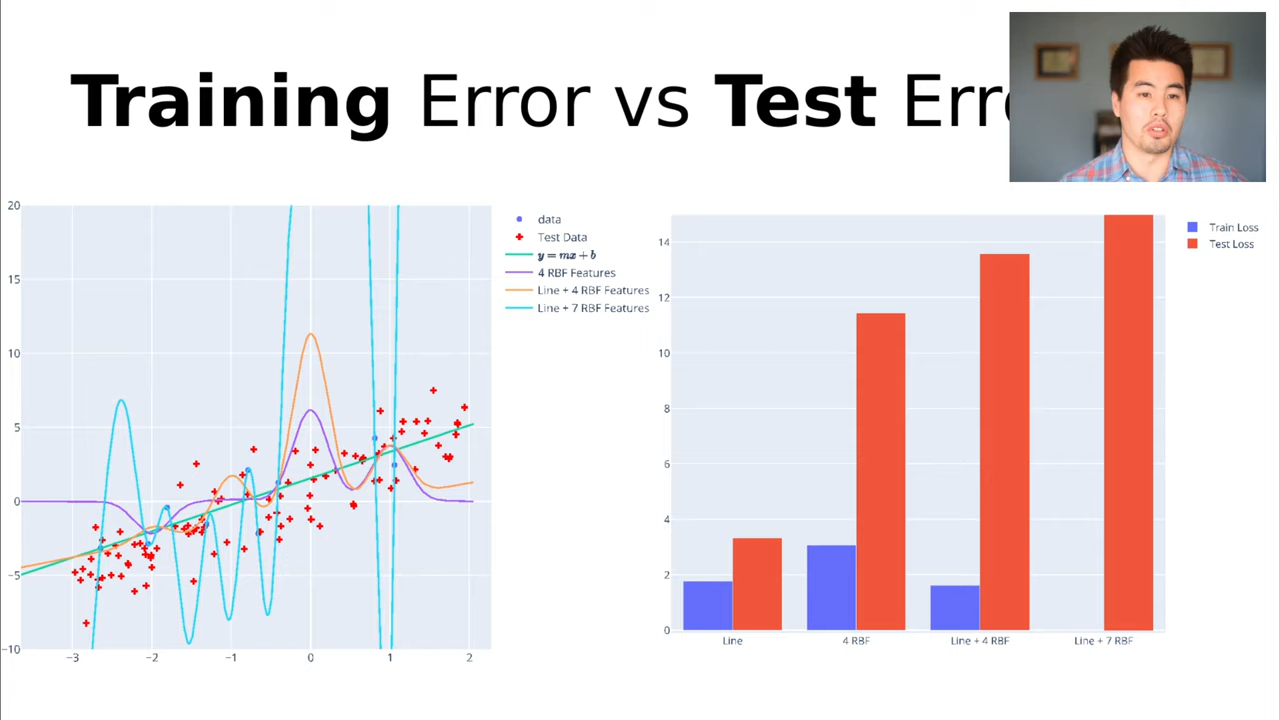 Training Error vs Test Erro
20
15
10
5
0
−5
−10
−3
−2
−1
0
1
2
data
Test Data
y = mx + b
4 RBF Features
Line + 4 RBF Features
Line + 7 RBF Features
14
12
10
8
6
4
2
0
Line
4 RBF
Line + 4 RBF
Line + 7 RBF
Train Loss
Test Loss